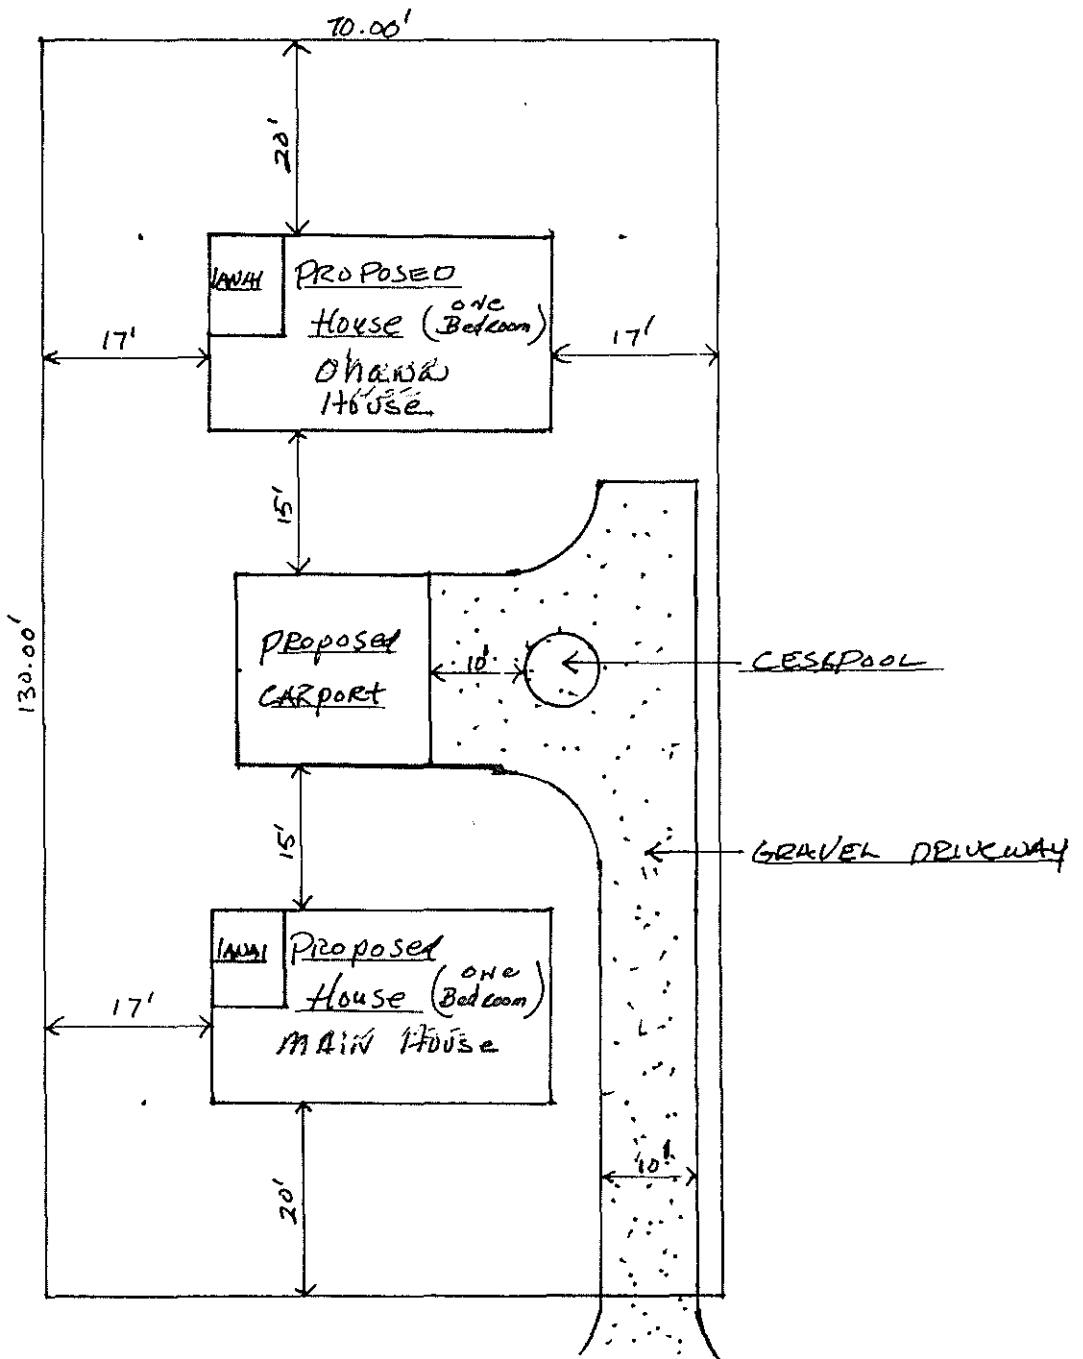 70.00'
20'
LANAI
PROPOSED
House (one Bedroom)
Ohana
House
17'
17'
15'
130.00'
PROPOSED
CARPORT
10'
CESSPOOL
15'
GRAVEL DRIVEWAY
LANAI
Proposed
House (one Bedroom)
MAIN House
17'
10'
20'